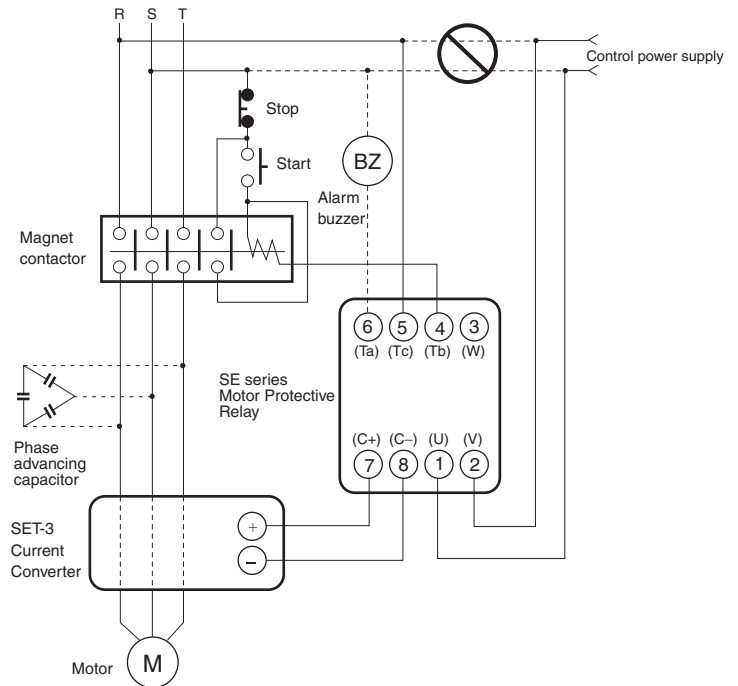 R S T
Control power supply
Stop
Start
BZ
Alarm
buzzer
Magnet
contactor
6 5 4 3
(Ta) (Tc) (Tb) (W)
SE series
Motor Protective
Relay
(C+) (C−) (U) (V)
7 8 1 2
Phase
advancing
capacitor
SET-3
Current
Converter
+
−
Motor
M